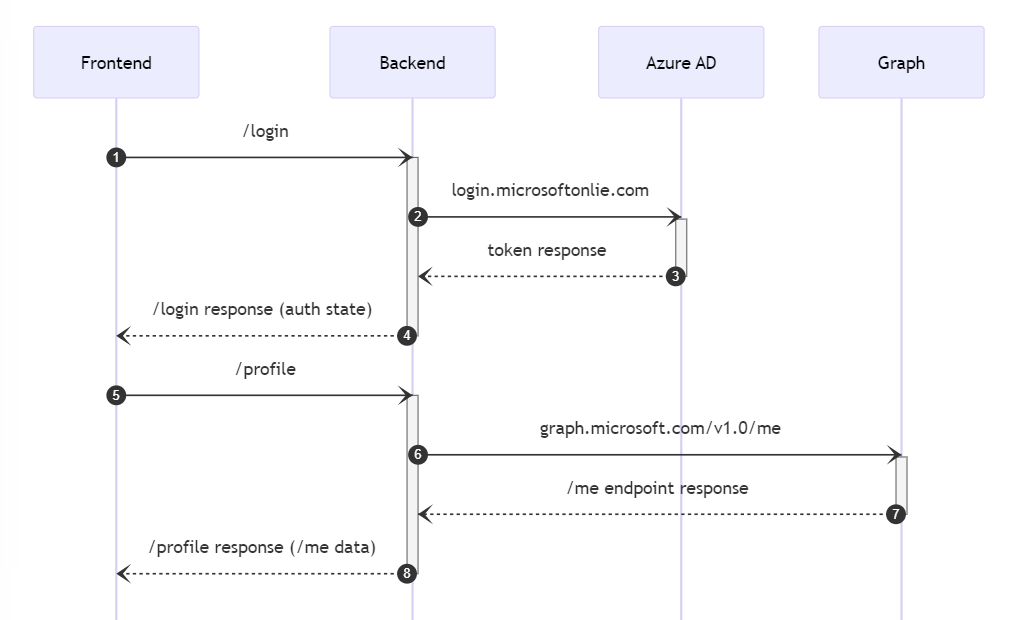 Frontend
Backend
Azure AD
Graph
/login
1
login.microsoftonlie.com
2
token response
3
/login response (auth state)
4
/profile
5
graph.microsoft.com/v1.0/me
6
/me endpoint response
7
/profile response (/me data)
8